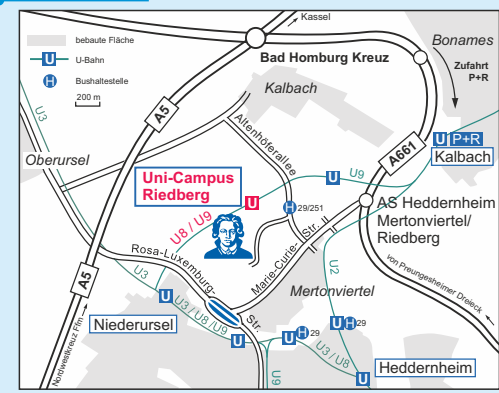 Kassel
bebaute Fläche
U-Bahn
Bushaltestelle
200 m
Bad Homburg Kreuz
Bonames
Zufahrt
P+R
Kalbach
U3
A5
Altenhöferallee
A661
U P+R
Kalbach
Oberursel
Uni-Campus
Riedberg
U
U
U9
H 29/251
AS Heddernheim
Mertonviertel/
Riedberg
U8 / U9
Rosa-Luxemburg-
Str.
Marie-Curie-
Str. II
U3
U2
von Preungesheimer Dreieck
A5
Mertonviertel
U
Niederursel
U3 / U8 / U9
U
U H 29
U H 29
U3 / U8
Heddernheim
U
U9
Nordwestkreuz Ffm